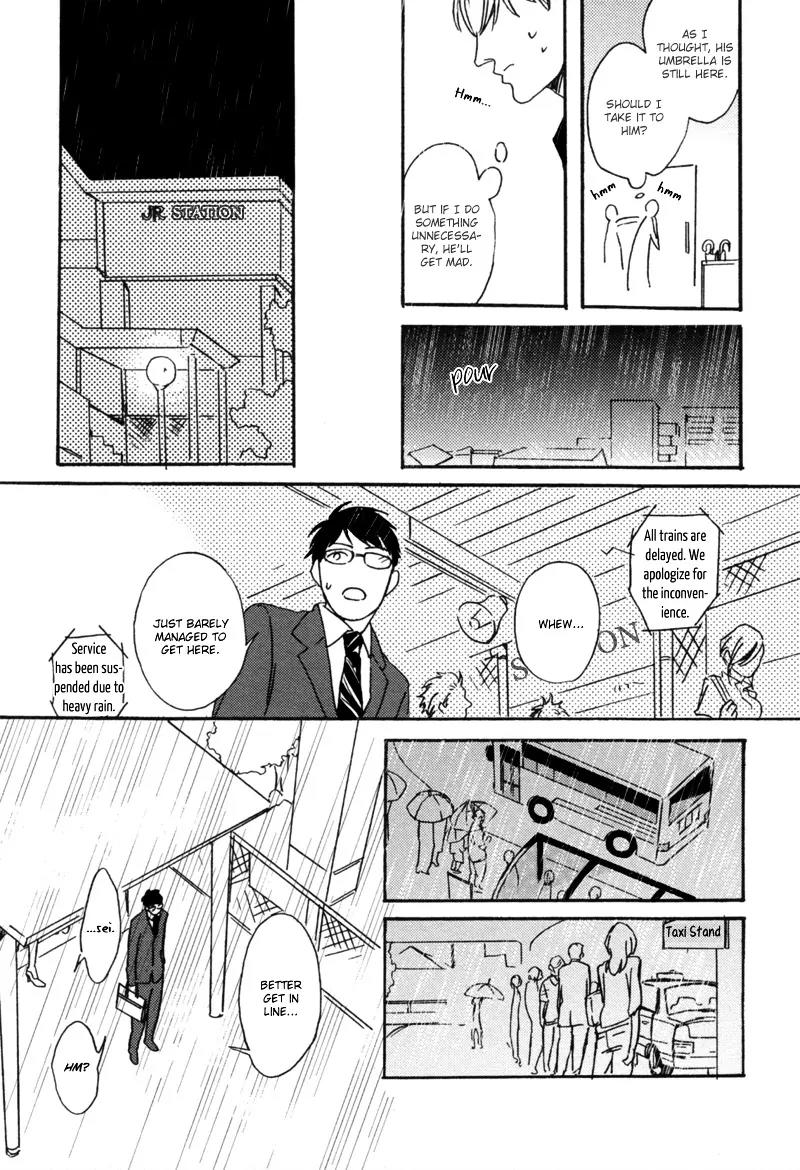 AS I
THOUGHT, HIS
UMBRELLA IS
STILL HERE.
SHOULD I
TAKE IT TO
HIM?
hmm
hmm
Hmm...
BUT IF I DO
SOMETHING
UNNECESSA-
RY, HE'LL
GET MAD.
pour
JR STATION
All trains are
delayed. We
apologize for
the inconven-
ience.
WHEW...
STATION
JUST BARELY
MANAGED TO
GET HERE.
Service
has been sus-
pended due to
heavy rain.
Taxi Stand
BETTER
GET IN
LINE...
...sei.
HM?